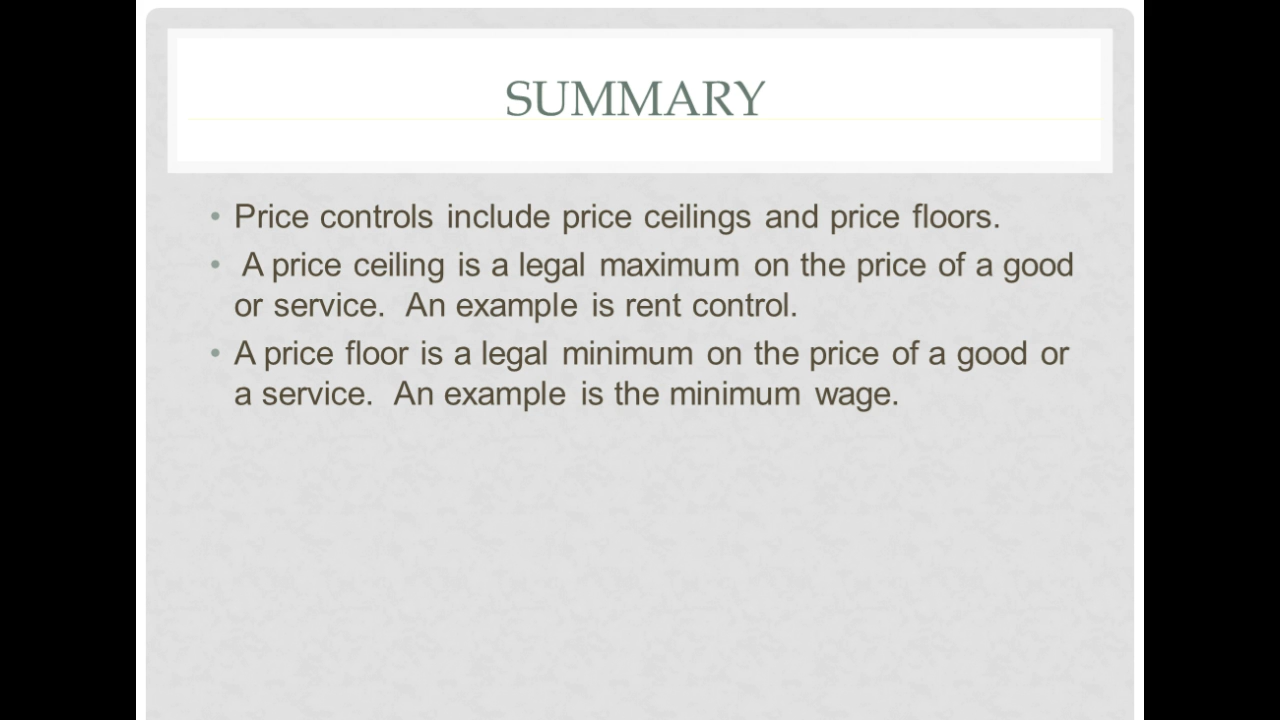 SUMMARY
• Price controls include price ceilings and price floors.
• A price ceiling is a legal maximum on the price of a good
or service.  An example is rent control.
• A price floor is a legal minimum on the price of a good or
a service.  An example is the minimum wage.